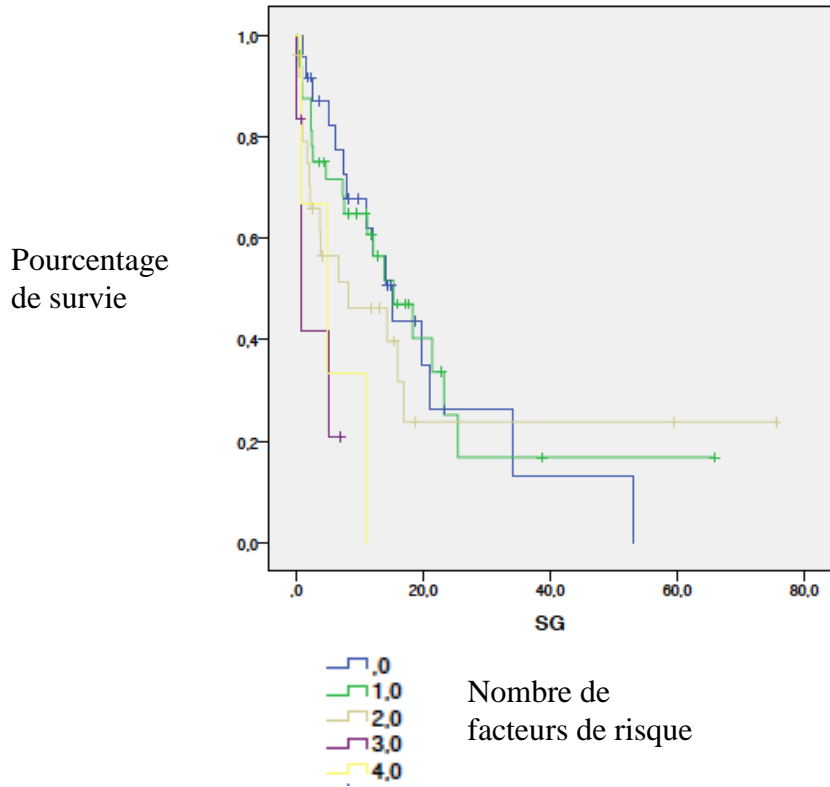 Pourcentage
de survie
1,0
0,8
0,6
0,4
0,2
0,0
,0 20,0 40,0 60,0 80,0
SG
,0
1,0
2,0
3,0
4,0
Nombre de
facteurs de risque